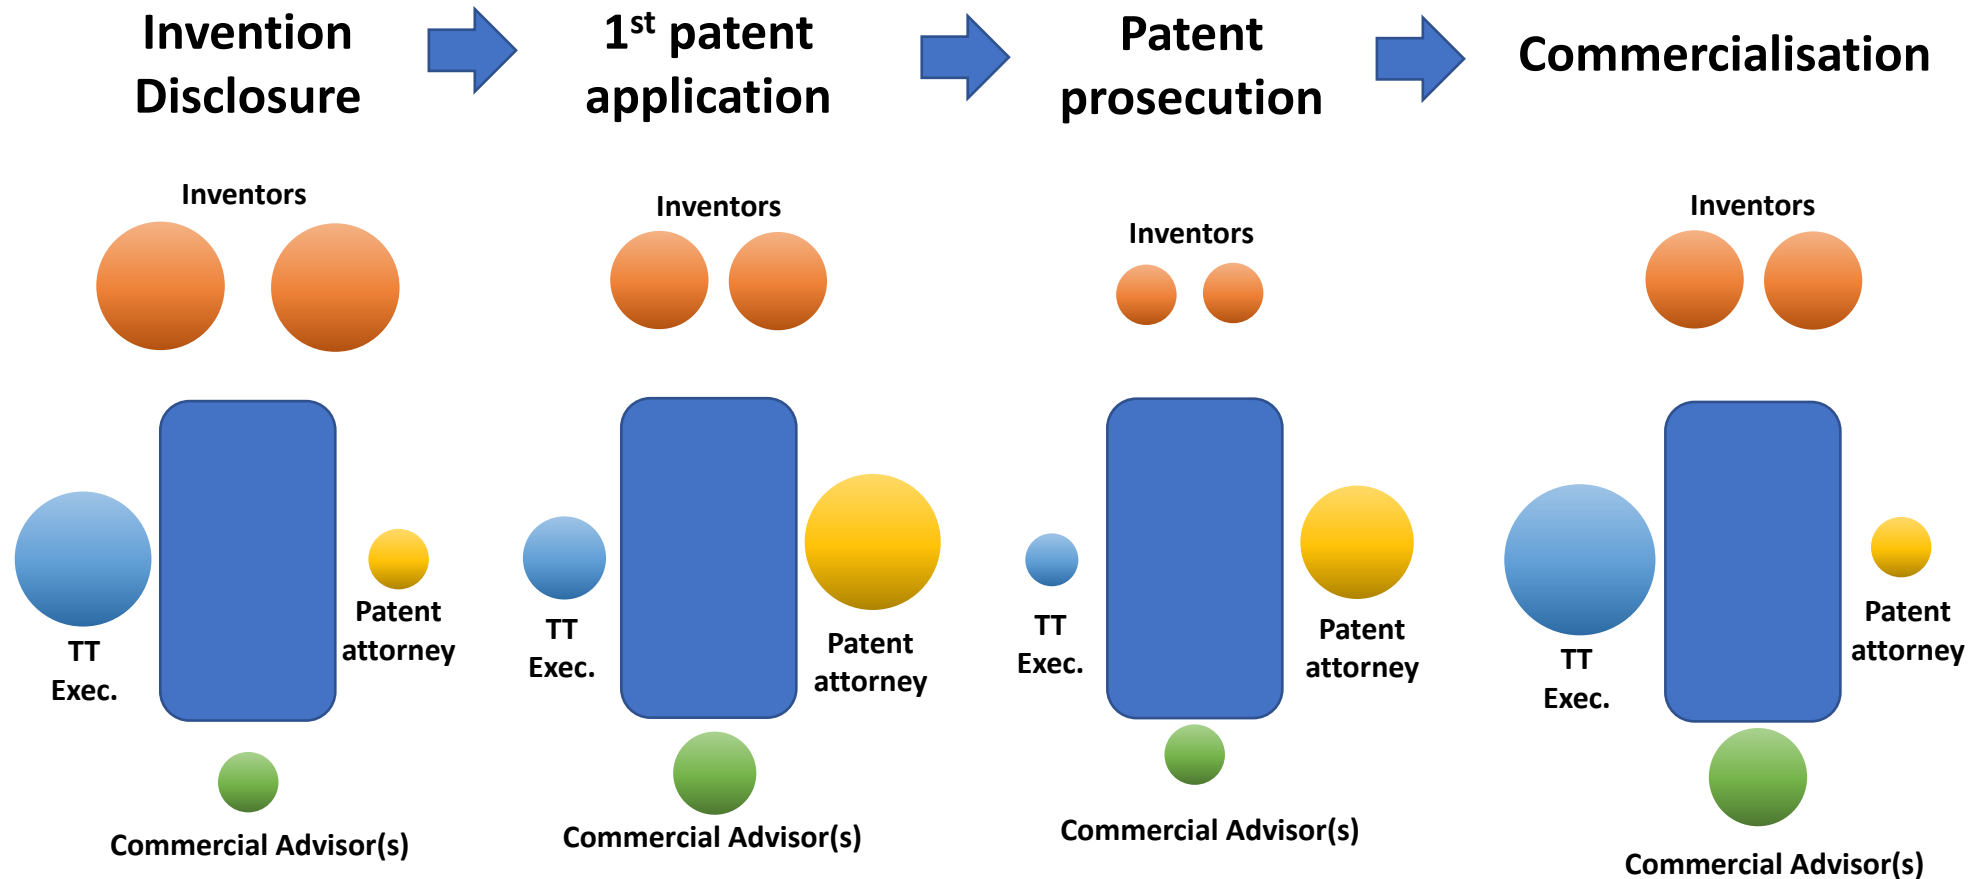 Invention
Disclosure
1st patent
application
Patent
prosecution
Commercialisation
Inventors
TT
Exec.
Patent
attorney
Commercial Advisor(s)
Inventors
TT
Exec.
Patent
attorney
Commercial Advisor(s)
Inventors
TT
Exec.
Patent
attorney
Commercial Advisor(s)
Inventors
TT
Exec.
Patent
attorney
Commercial Advisor(s)